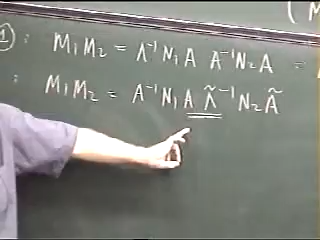 1) : M₁M₂ = A⁻¹N₁A A⁻¹N₂A =
: M₁M₂ = A⁻¹N₁A Ã⁻¹N₂Ã